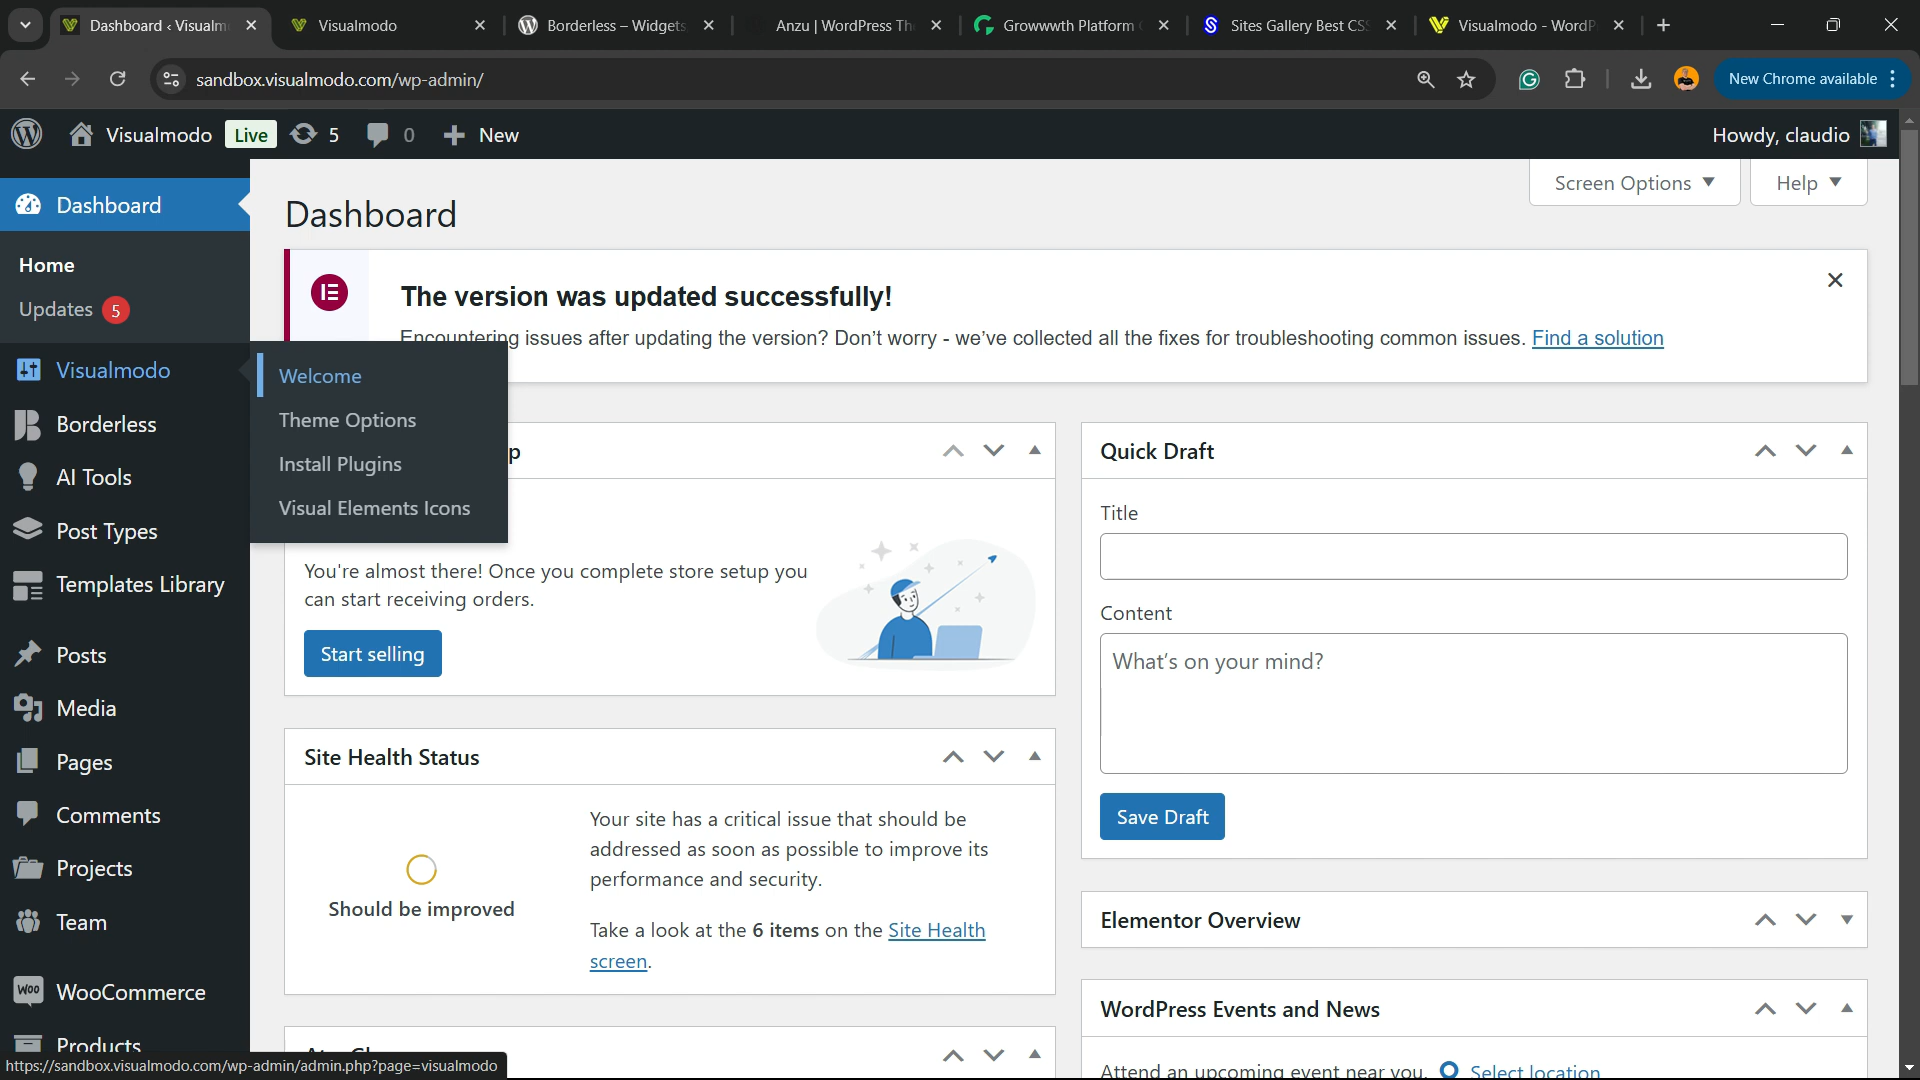 Dashboard ‹ Visualm
Visualmodo
Borderless – Widgets
Anzu | WordPress Th
Growwwth Platform
Sites Gallery Best CSS
Visualmodo - WordP
sandbox.visualmodo.com/wp-admin/
New Chrome available
Visualmodo
Live
5
0
New
Howdy, claudio
Screen Options
Help
Dashboard
Home
Updates 5
Visualmodo
Borderless
AI Tools
Post Types
Templates Library
Posts
Media
Pages
Comments
Projects
Team
WooCommerce
Products
Welcome
Theme Options
Install Plugins
Visual Elements Icons
Dashboard
The version was updated successfully!
Encountering issues after updating the version? Don't worry - we've collected all the fixes for troubleshooting common issues. Find a solution
p
You're almost there! Once you complete store setup you
can start receiving orders.
Start selling
Site Health Status
Should be improved
Your site has a critical issue that should be
addressed as soon as possible to improve its
performance and security.
Take a look at the 6 items on the Site Health
screen.
Quick Draft
Title
Content
What's on your mind?
Save Draft
Elementor Overview
WordPress Events and News
Attend an upcoming event near you.
Select location
https://sandbox.visualmodo.com/wp-admin/admin.php?page=visualmodo